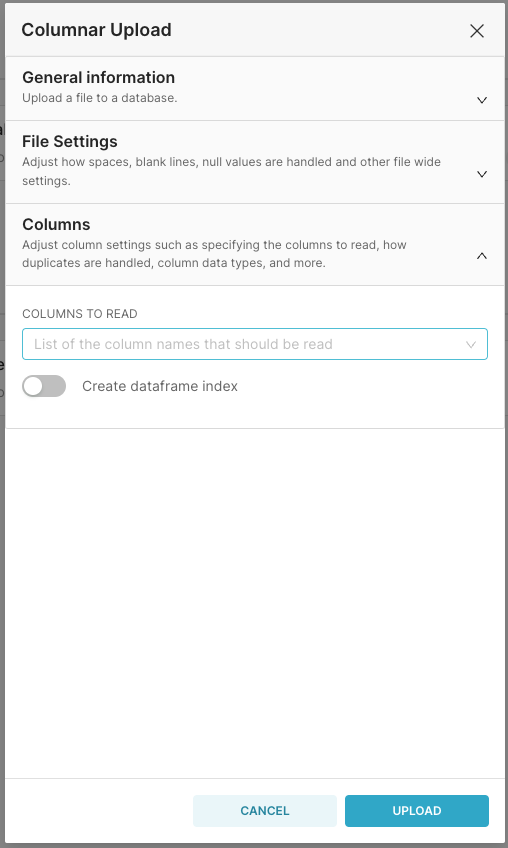 Columnar Upload
General information
Upload a file to a database.
File Settings
Adjust how spaces, blank lines, null values are handled and other file wide
settings.
Columns
Adjust column settings such as specifying the columns to read, how
duplicates are handled, column data types, and more.
COLUMNS TO READ
List of the column names that should be read
Create dataframe index
CANCEL
UPLOAD